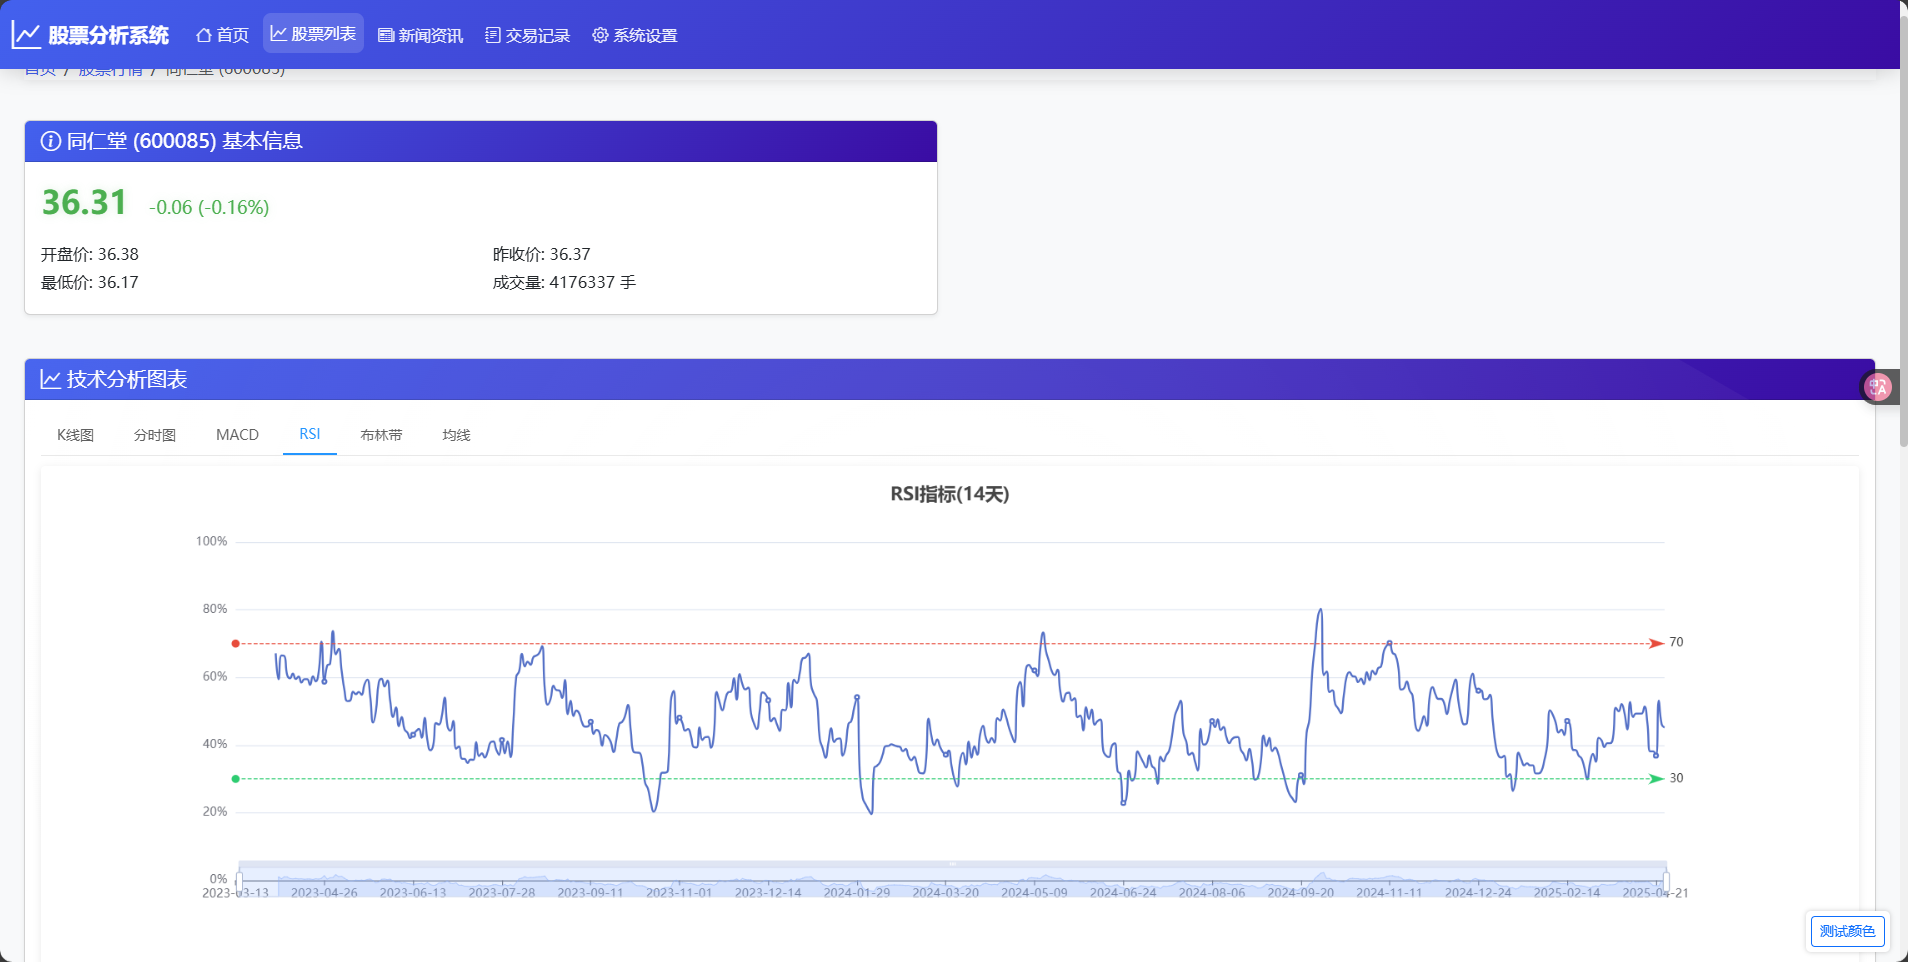 股票分析系统 首页 股票列表 新闻资讯 交易记录 系统设置
首页 / 股票行情 / 同仁堂 (600085)
同仁堂 (600085) 基本信息
36.31 -0.06 (-0.16%)
开盘价: 36.38 昨收价: 36.37
最低价: 36.17 成交量: 4176337 手
技术分析图表
K线图 分时图 MACD RSI 布林带 均线
RSI指标(14天)
100%
80%
70
60%
40%
30
20%
0%
2023-03-13 2023-04-26 2023-06-13 2023-07-28 2023-09-11 2023-11-01 2023-12-14 2024-01-29 2024-03-20 2024-05-09 2024-06-24 2024-08-06 2024-09-20 2024-11-11 2024-12-24 2025-02-14 2025-04-21
测试颜色